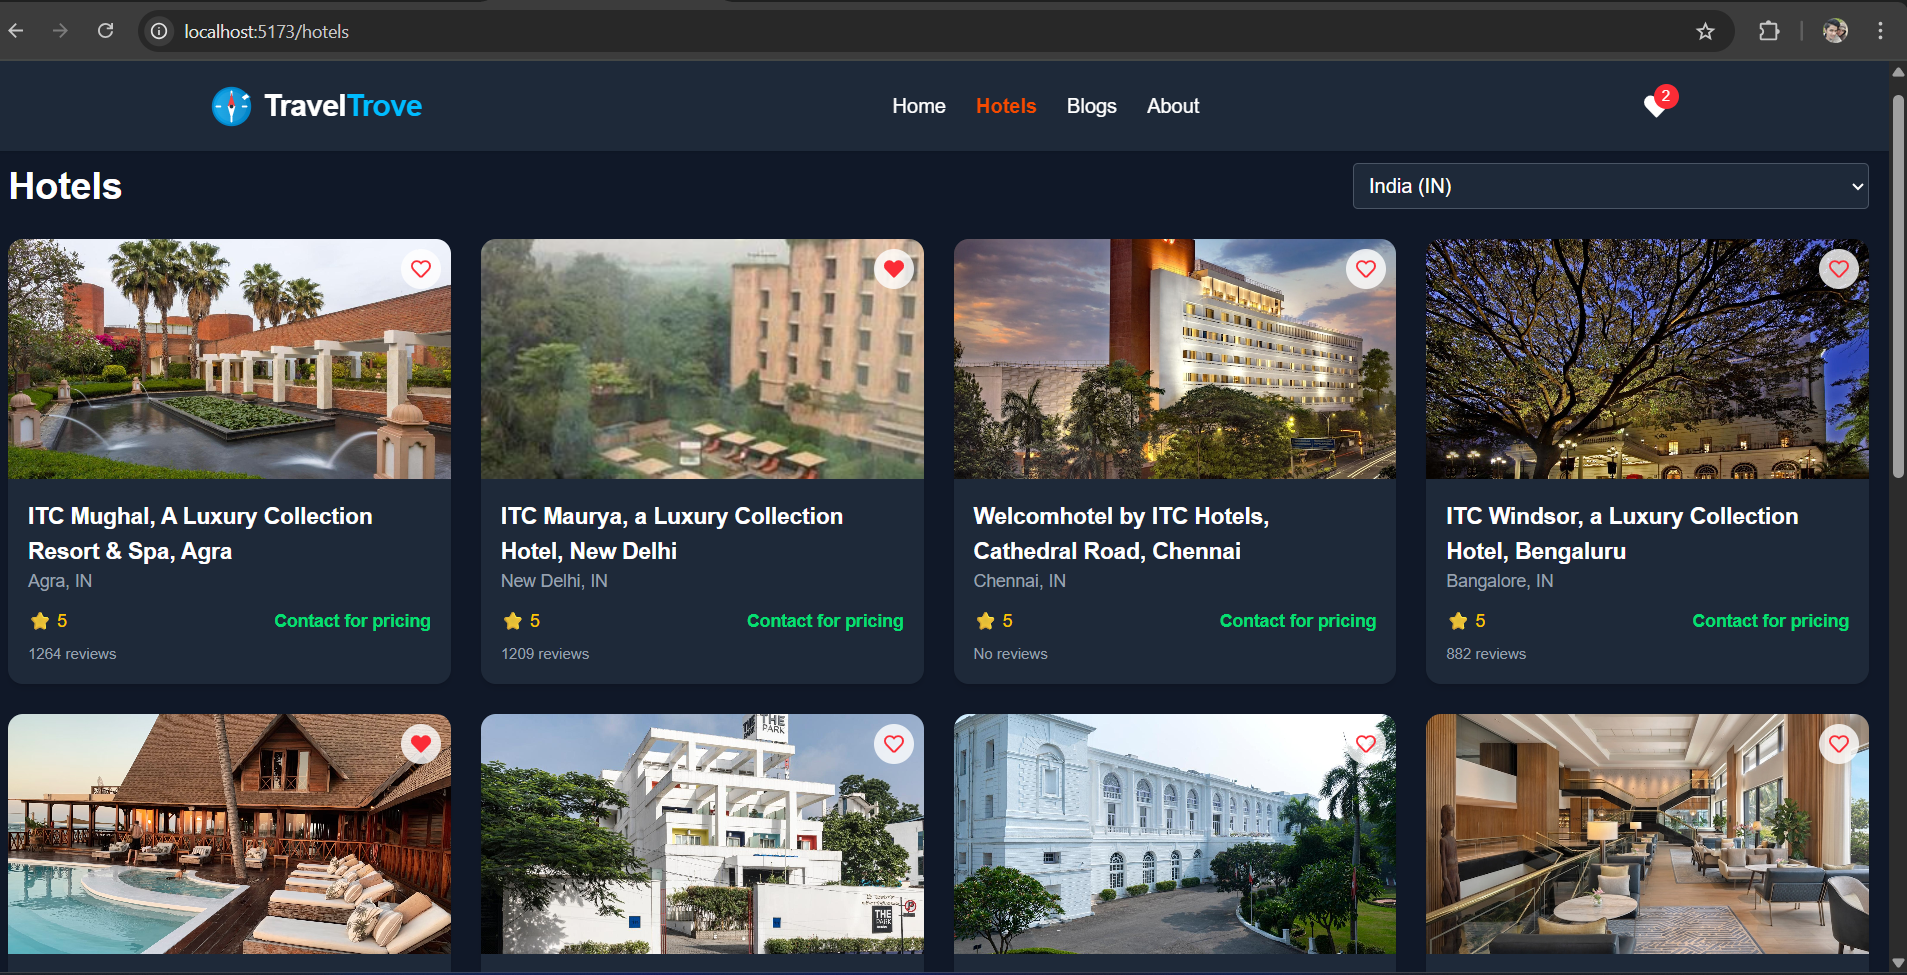 localhost:5173/hotels
TravelTrove
Home
Hotels
Blogs
About
2
Hotels
India (IN)
ITC Mughal, A Luxury Collection
Resort & Spa, Agra
Agra, IN
5
Contact for pricing
1264 reviews
ITC Maurya, a Luxury Collection
Hotel, New Delhi
New Delhi, IN
5
Contact for pricing
1209 reviews
Welcomhotel by ITC Hotels,
Cathedral Road, Chennai
Chennai, IN
5
Contact for pricing
No reviews
ITC Windsor, a Luxury Collection
Hotel, Bengaluru
Bangalore, IN
5
Contact for pricing
882 reviews
THE
PARK
THE
PARK